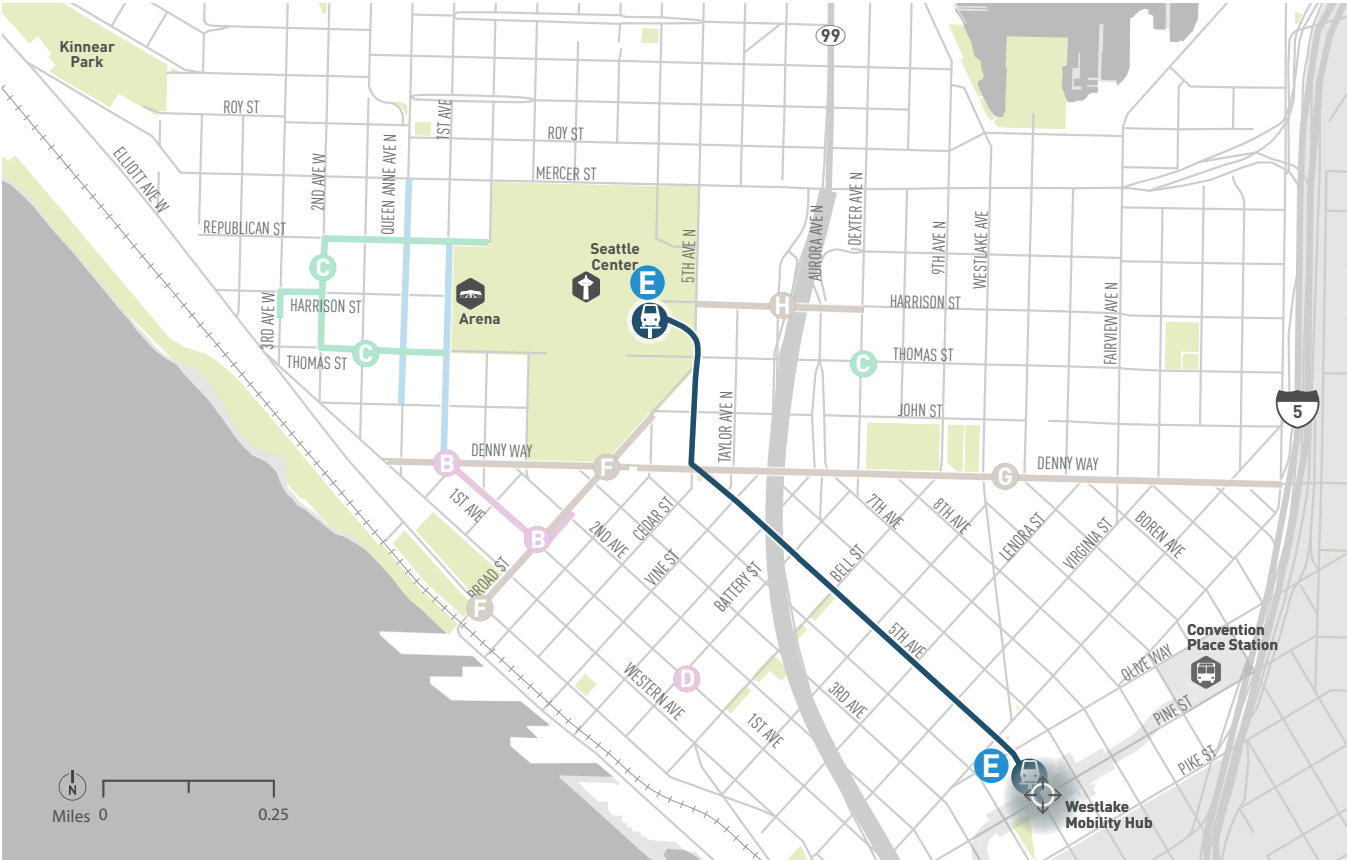 Kinnear
Park
99
ROY ST
1ST AVE
ROY ST
ELLIOTT AVE W
2ND AVE W
QUEEN ANNE AVE N
MERCER ST
DEXTER AVE N
REPUBLICAN ST
Seattle
Center
5TH AVE N
AURORA AVE N
9TH AVE N
WESTLAKE AVE
C
E
3RD AVE W
HARRISON ST
Arena
H
HARRISON ST
FAIRVIEW AVE N
THOMAS ST
C
C
THOMAS ST
TAYLOR AVE N
JOHN ST
5
B
DENNY WAY
F
G
DENNY WAY
1ST AVE
B
2ND AVE
CEDAR ST
7TH AVE
8TH AVE
LENORA ST
VIRGINIA ST
BOREN AVE
BROAD ST
VINE ST
BATTERY ST
BELL ST
F
5TH AVE
Convention
Place Station
OLIVE WAY
D
WESTERN AVE
3RD AVE
1ST AVE
PINE ST
PIKE ST
E
N
Miles 0 0.25
Westlake
Mobility Hub